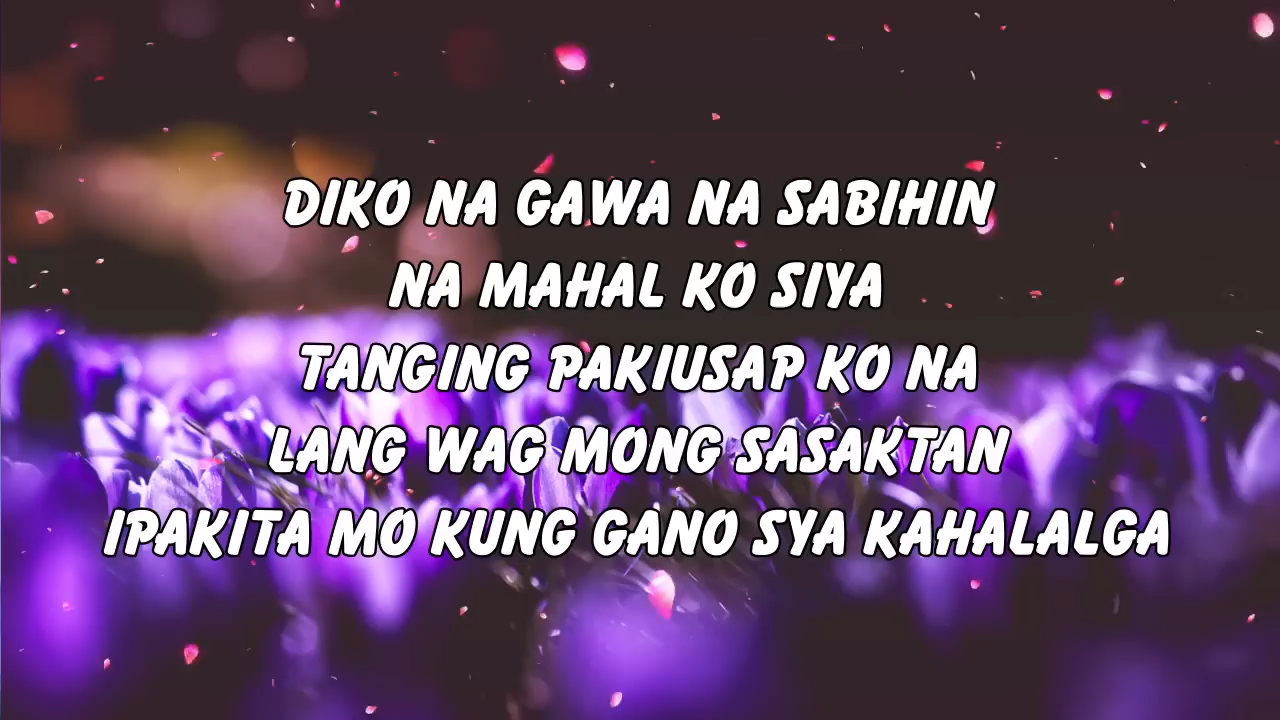 DIKO NA GAWA NA SABIHIN
NA MAHAL KO SIYA
TANGING PAKIUSAP KO NA
LANG WAG MONG SASAKTAN
IPAKITA MO KUNG GANO SYA KAHALALGA